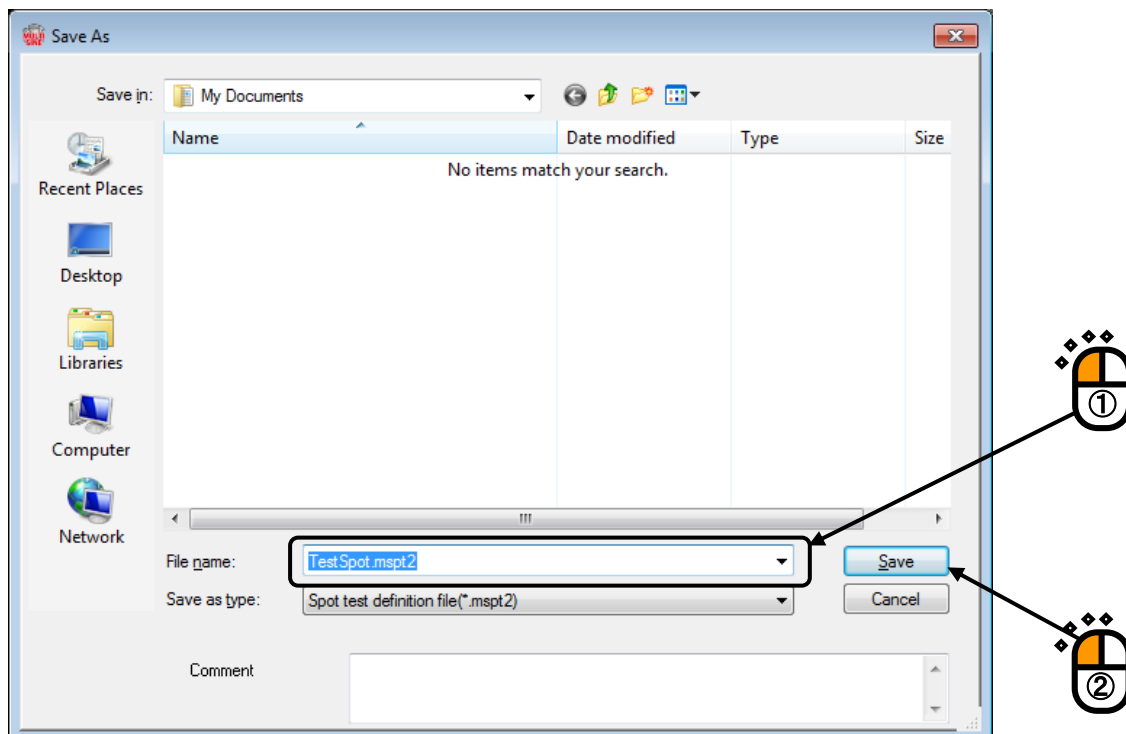 Save As
Save in:
My Documents
Name
Date modified
Type
Size
No items match your search.
Recent Places
Desktop
Libraries
Computer
Network
①
File name:
TestSpot.mspt2
Save
Save as type:
Spot test definition file(*.mspt2)
Cancel
②
Comment